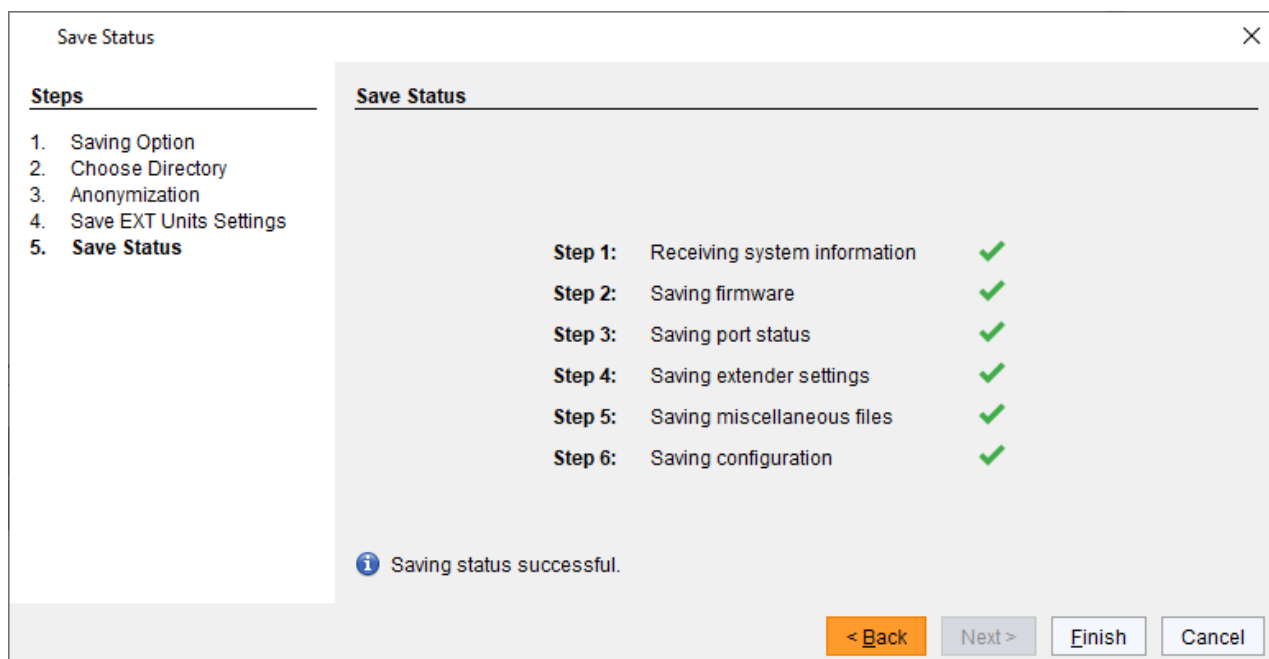 Save Status
Steps
1. Saving Option
2. Choose Directory
3. Anonymization
4. Save EXT Units Settings
5. Save Status
Save Status
Step 1: Receiving system information
Step 2: Saving firmware
Step 3: Saving port status
Step 4: Saving extender settings
Step 5: Saving miscellaneous files
Step 6: Saving configuration
Saving status successful.
< Back Next > Finish Cancel